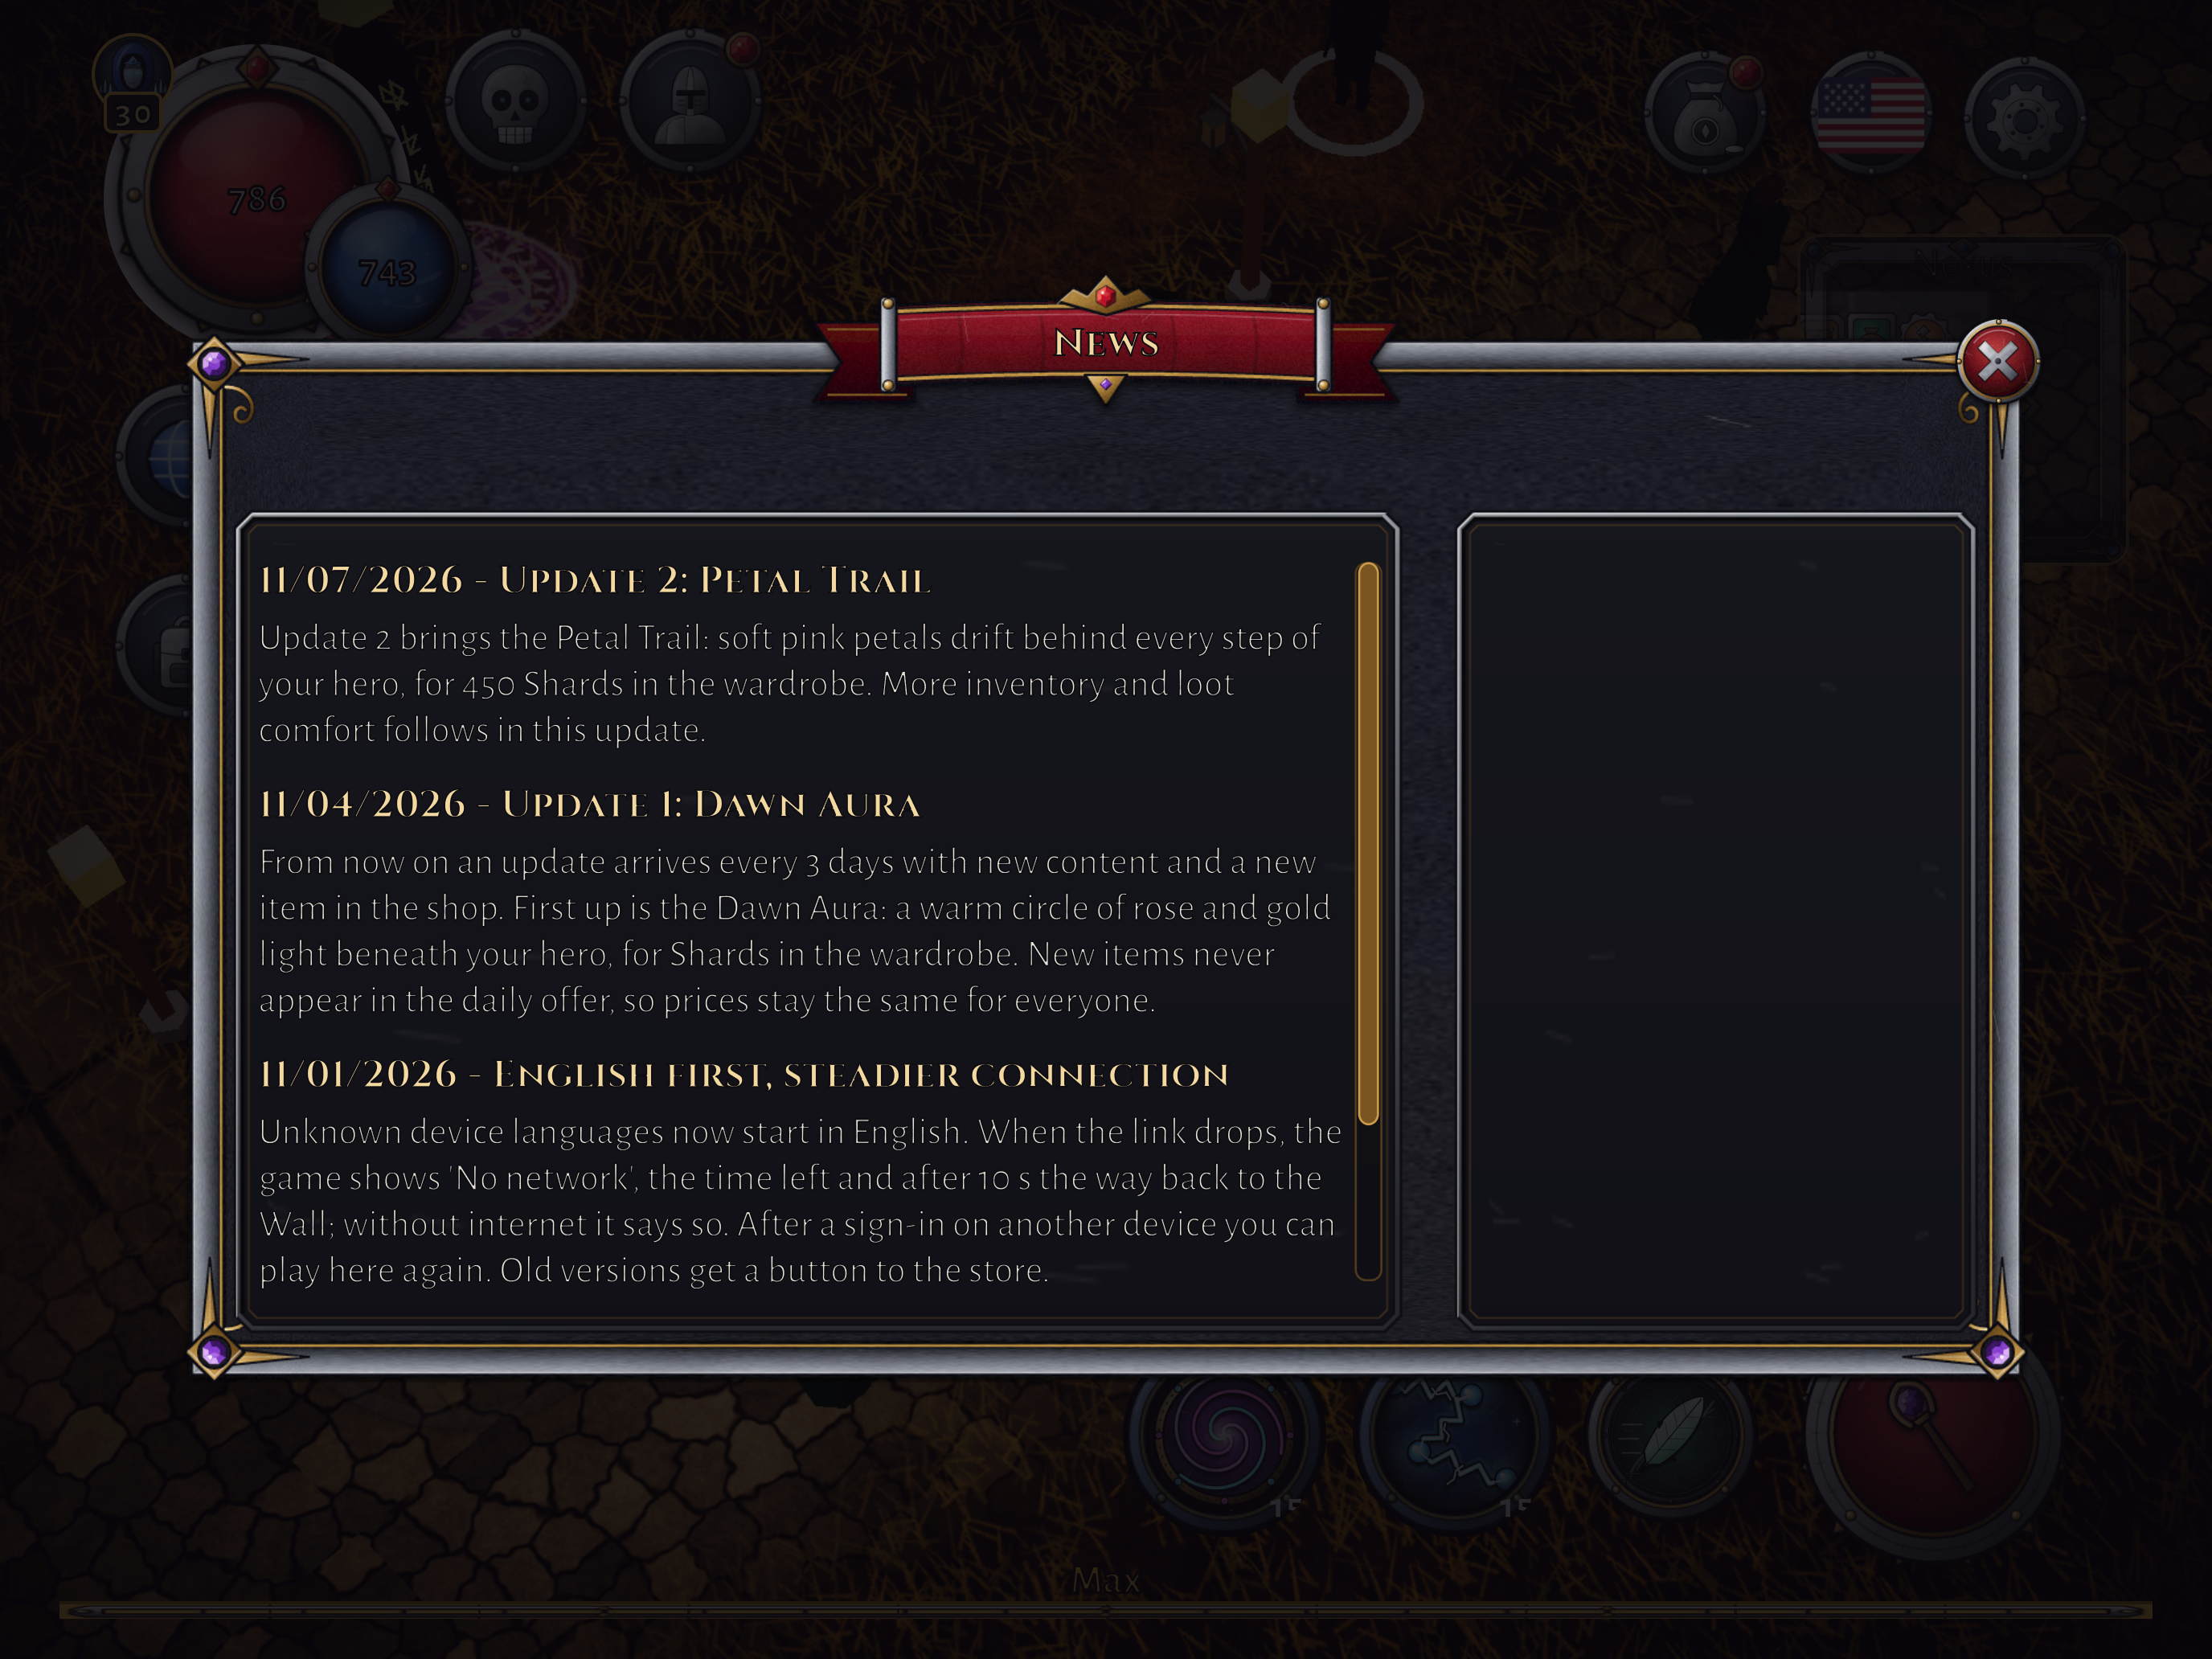 30
786
743
News
11/07/2026 - Update 2: Petal Trail
Update 2 brings the Petal Trail: soft pink petals drift behind every step of
your hero, for 450 Shards in the wardrobe. More inventory and loot
comfort follows in this update.
11/04/2026 - Update 1: Dawn Aura
From now on an update arrives every 3 days with new content and a new
item in the shop. First up is the Dawn Aura: a warm circle of rose and gold
light beneath your hero, for Shards in the wardrobe. New items never
appear in the daily offer, so prices stay the same for everyone.
11/01/2026 - English first, steadier connection
Unknown device languages now start in English. When the link drops, the
game shows 'No network', the time left and after 10 s the way back to the
Wall; without internet it says so. After a sign-in on another device you can
play here again. Old versions get a button to the store.
Max